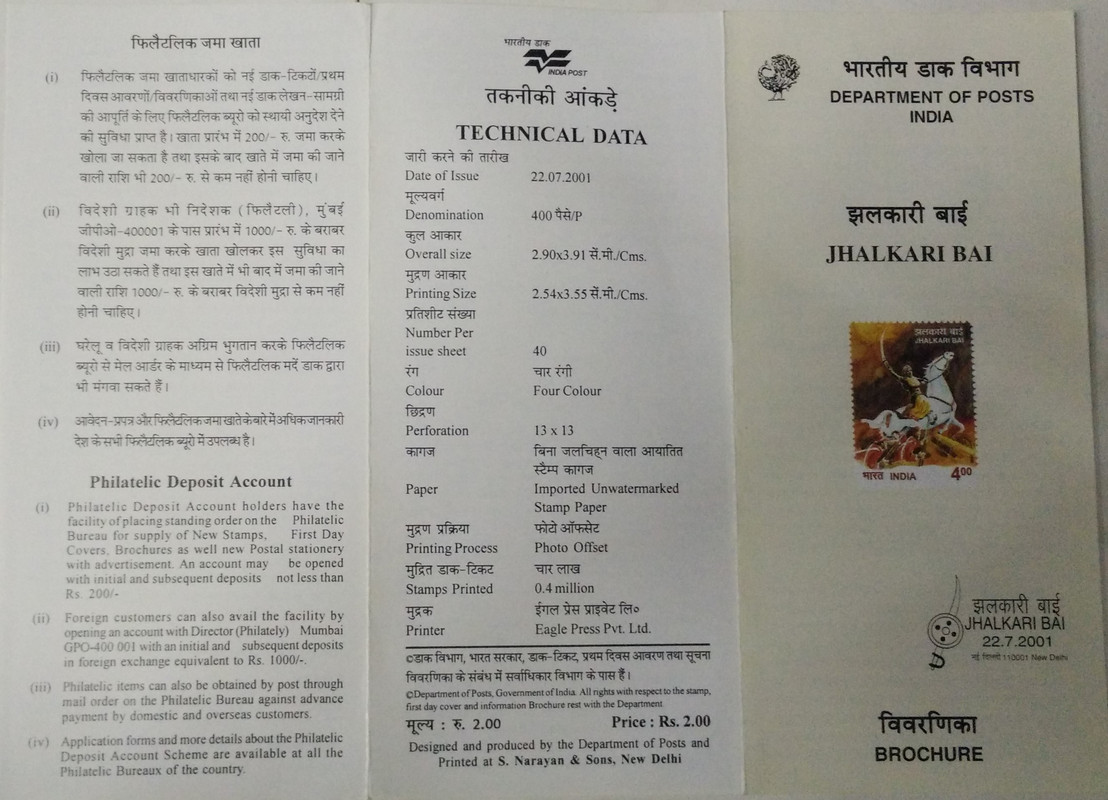 फिलैटलिक जमा खाता
(i) फिलैटलिक जमा खाताधारकों को नई डाक-टिकटों/प्रथम
दिवस आवरणों/विवरणिकाओं तथा नई डाक लेखन-सामग्री
की आपूर्ति के लिए फिलैटलिक ब्यूरो को स्थायी अनुदेश देने
की सुविधा प्राप्त है। खाता प्रारंभ में 200/- रु. जमा करके
खोला जा सकता है तथा इसके बाद खाते में जमा की जाने
वाली राशि भी 200/- रु. से कम नहीं होनी चाहिए।
(ii) विदेशी ग्राहक भी निदेशक (फिलैटली), मुंबई
जीपीओ-400001 के पास प्रारंभ में 1000/- रु. के बराबर
विदेशी मुद्रा जमा करके खाता खोलकर इस सुविधा का
लाभ उठा सकते हैं तथा इस खाते में भी बाद में जमा की जाने
वाली राशि 1000/- रु. के बराबर विदेशी मुद्रा से कम नहीं
होनी चाहिए।
(iii) घरेलू व विदेशी ग्राहक अग्रिम भुगतान करके फिलैटलिक
ब्यूरो से मेल आर्डर के माध्यम से फिलैटलिक मदें डाक द्वारा
भी मंगवा सकते हैं।
(iv) आवेदन-प्रपत्र और फिलैटलिक जमा खाते के बारे में अधिक जानकारी
देश के सभी फिलैटलिक ब्यूरो में उपलब्ध है।
Philatelic Deposit Account
(i) Philatelic Deposit Account holders have the
facility of placing standing order on the Philatelic
Bureau for supply of New Stamps, First Day
Covers, Brochures as well new Postal stationery
with advertisement. An account may be opened
with initial and subsequent deposits not less than
Rs. 200/-
(ii) Foreign customers can also avail the facility by
opening an account with Director (Philately) Mumbai
GPO-400 001 with an initial and subsequent deposits
in foreign exchange equivalent to Rs. 1000/-.
(iii) Philatelic items can also be obtained by post through
mail order on the Philatelic Bureau against advance
payment by domestic and overseas customers.
(iv) Application forms and more details about the Philatelic
Deposit Account Scheme are available at all the
Philatelic Bureaux of the country.
भारतीय डाक
INDIA POST
तकनीकी आंकड़े
TECHNICAL DATA
जारी करने की तारीख
Date of Issue 22.07.2001
मूल्यवर्ग
Denomination 400 पैसे/P
कुल आकार
Overall size 2.90x3.91 सें.मी./Cms.
मुद्रण आकार
Printing Size 2.54x3.55 सें.मी./Cms.
प्रतिशीट संख्या
Number Per
issue sheet 40
रंग चार रंगी
Colour Four Colour
छिद्रण
Perforation 13 x 13
कागज बिना जलचिह्न वाला आयातित
स्टैम्प कागज
Paper Imported Unwatermarked
Stamp Paper
मुद्रण प्रक्रिया फोटो ऑफसेट
Printing Process Photo Offset
मुद्रित डाक-टिकट चार लाख
Stamps Printed 0.4 million
मुद्रक ईगल प्रेस प्राइवेट लि०
Printer Eagle Press Pvt. Ltd.
©डाक विभाग, भारत सरकार, डाक-टिकट, प्रथम दिवस आवरण तथा सूचना
विवरणिका के संबंध में सर्वाधिकार विभाग के पास हैं।
©Department of Posts, Government of India. All rights with respect to the stamp,
first day cover and information Brochure rest with the Department.
मूल्य : रु. 2.00 Price : Rs. 2.00
Designed and produced by the Department of Posts and
Printed at S. Narayan & Sons, New Delhi
भारतीय डाक विभाग
DEPARTMENT OF POSTS
INDIA
झलकारी बाई
JHALKARI BAI
झलकारी बाई
JHALKARI BAI
भारत INDIA 4.00
झलकारी बाई
JHALKARI BAI
22.7.2001
नई दिल्ली 110001 New Delhi
विवरणिका
BROCHURE